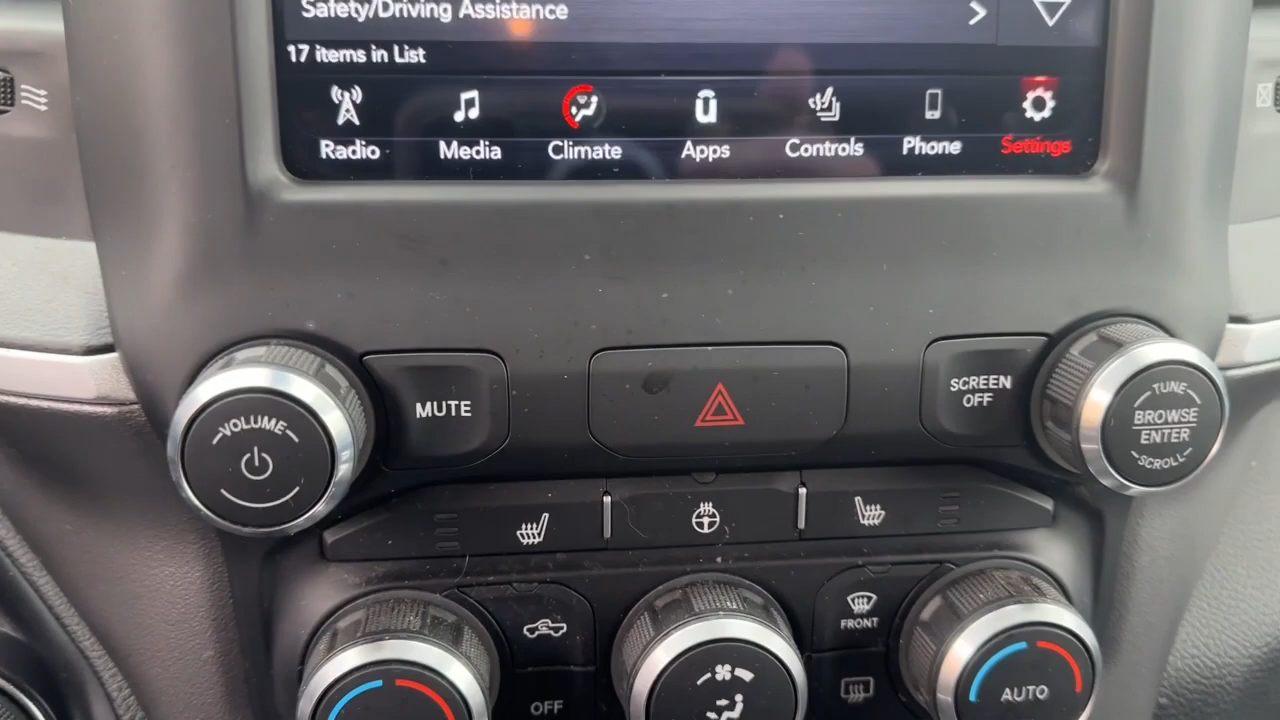 Safety/Driving Assistance
17 items in List
Radio Media Climate Apps Controls Phone Settings
VOLUME
MUTE
SCREEN
OFF
TUNE
BROWSE
ENTER
SCROLL
FRONT
OFF
AUTO